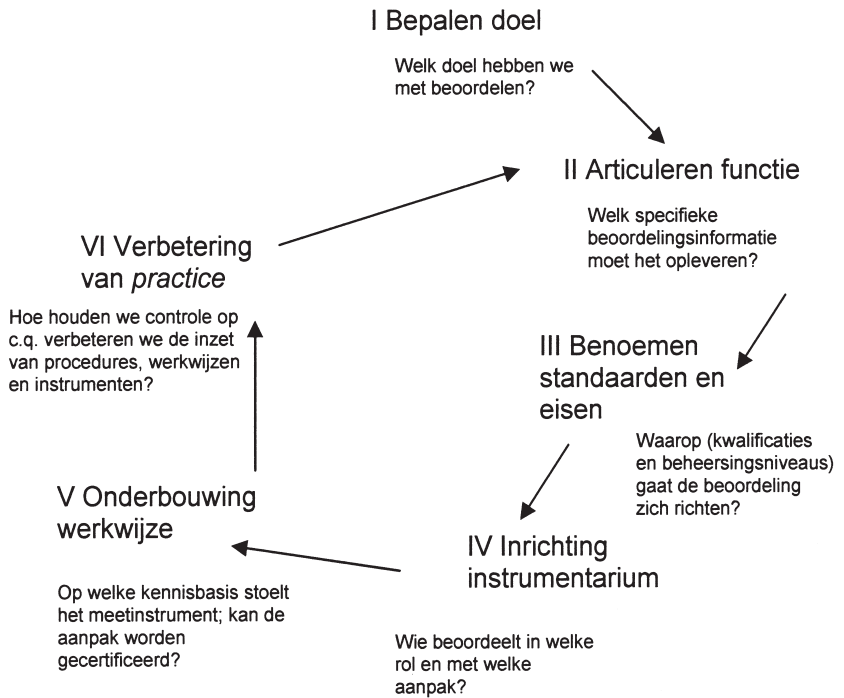 I Bepalen doel
Welk doel hebben we
met beoordelen?
II Articuleren functie
Welk specifieke
beoordelingsinformatie
moet het opleveren?
III Benoemen
standaarden en
eisen
Waarop (kwalificaties
en beheersingsniveaus)
gaat de beoordeling
zich richten?
IV Inrichting
instrumentarium
Wie beoordeelt in welke
rol en met welke
aanpak?
V Onderbouwing
werkwijze
Op welke kennisbasis stoelt
het meetinstrument; kan de
aanpak worden
gecertificeerd?
VI Verbetering
van practice
Hoe houden we controle op
c.q. verbeteren we de inzet
van procedures, werkwijzen
en instrumenten?